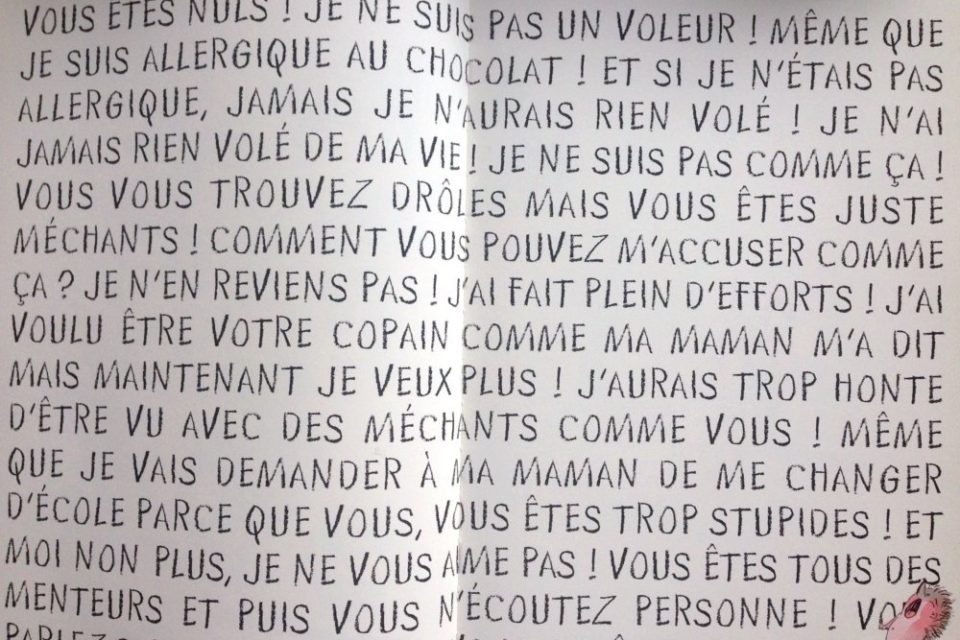 VOUS ÊTES NULS ! JE NE SUIS PAS UN VOLEUR ! MÊME QUE
JE SUIS ALLERGIQUE AU CHOCOLAT ! ET SI JE N'ÉTAIS PAS
ALLERGIQUE, JAMAIS JE N'AURAIS RIEN VOLÉ ! JE N'AI
JAMAIS RIEN VOLÉ DE MA VIE ! JE NE SUIS PAS COMME ÇA !
VOUS VOUS TROUVEZ DRÔLES MAIS VOUS ÊTES JUSTE
MÉCHANTS ! COMMENT VOUS POUVEZ M'ACCUSER COMME
ÇA ? JE N'EN REVIENS PAS ! J'AI FAIT PLEIN D'EFFORTS ! J'AI
VOULU ÊTRE VOTRE COPAIN COMME MA MAMAN M'A DIT
MAIS MAINTENANT JE VEUX PLUS ! J'AURAIS TROP HONTE
D'ÊTRE VU AVEC DES MÉCHANTS COMME VOUS ! MÊME
QUE JE VAIS DEMANDER À MA MAMAN DE ME CHANGER
D'ÉCOLE PARCE QUE VOUS, VOUS ÊTES TROP STUPIDES ! ET
MOI NON PLUS, JE NE VOUS AIME PAS ! VOUS ÊTES TOUS DES
MENTEURS ET PUIS VOUS N'ÉCOUTEZ PERSONNE !